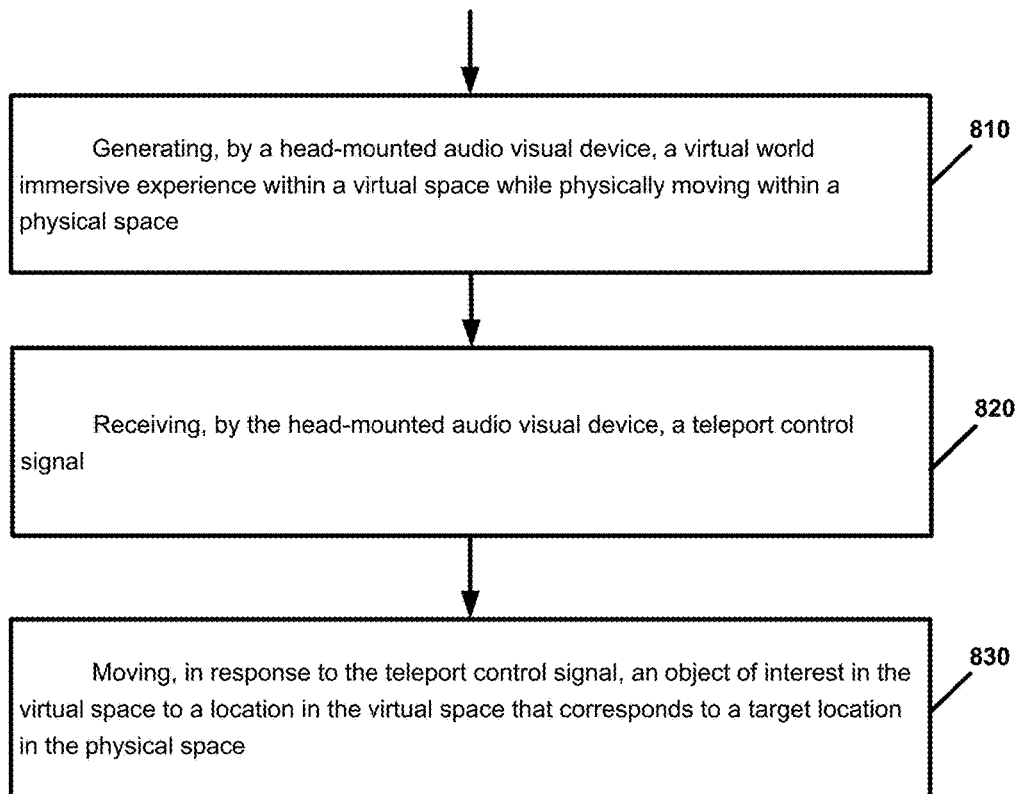 810
Generating, by a head-mounted audio visual device, a virtual world
immersive experience within a virtual space while physically moving within a
physical space
820
Receiving, by the head-mounted audio visual device, a teleport control
signal
830
Moving, in response to the teleport control signal, an object of interest in the
virtual space to a location in the virtual space that corresponds to a target location
in the physical space